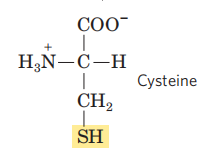 COO⁻
H₃N⁺—C—H
Cysteine
CH₂
SH